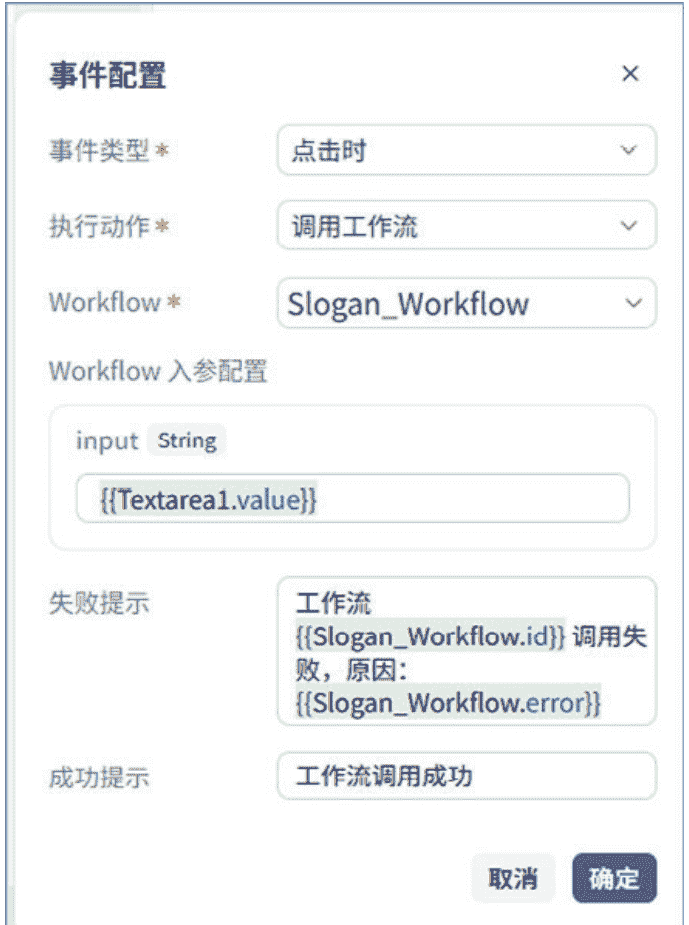 事件配置
事件类型* 点击时
执行动作* 调用工作流
Workflow* Slogan_Workflow
Workflow 入参配置
input String
{{Textarea1.value}}
失败提示 工作流
{{Slogan_Workflow.id}} 调用失
败，原因：
{{Slogan_Workflow.error}}
成功提示 工作流调用成功
取消 确定